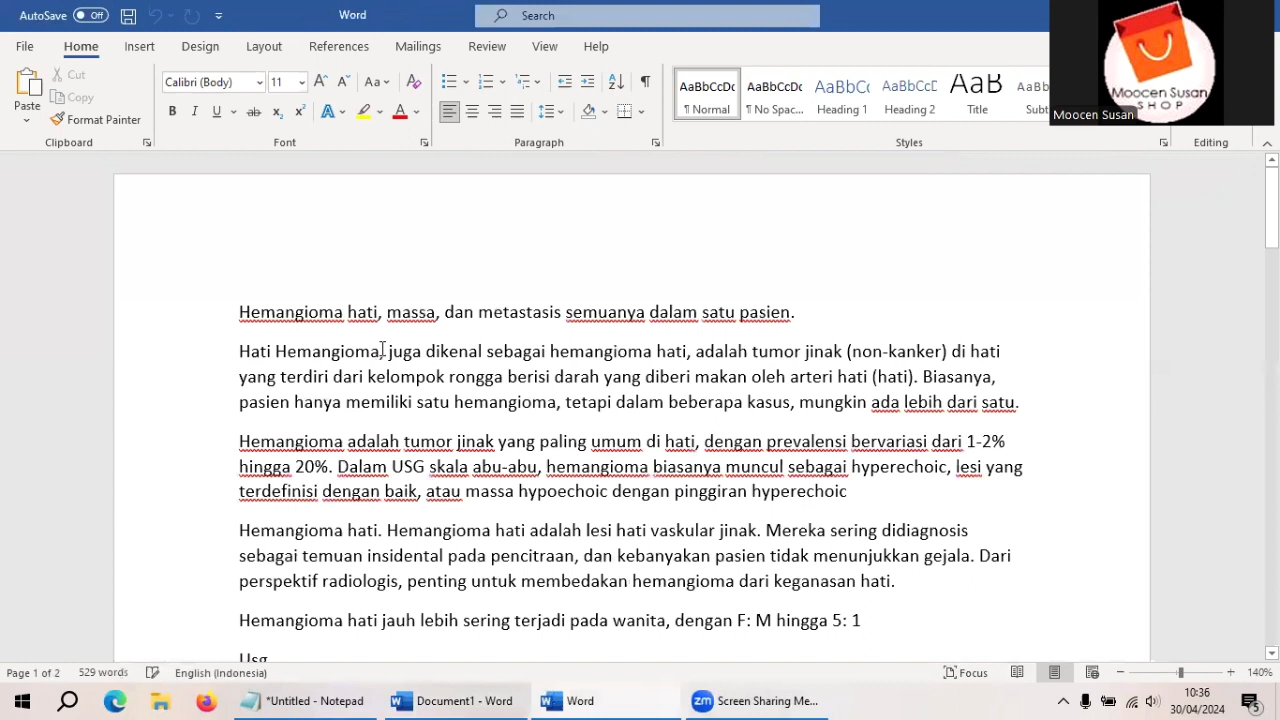 AutoSave Off Word Search
File Home Insert Design Layout References Mailings Review View Help
Calibri (Body) 11
Paste Cut Copy Format Painter
AaBbCcDc AaBbCcDc AaBbC AaBbCcD AaB AaBb
¶ Normal ¶ No Spac... Heading 1 Heading 2 Title Subt
Clipboard Font Paragraph Styles Editing
Moocen Susan
SHOP
Moocen Susan
Hemangioma hati, massa, dan metastasis semuanya dalam satu pasien.
Hati Hemangioma, juga dikenal sebagai hemangioma hati, adalah tumor jinak (non-kanker) di hati
yang terdiri dari kelompok rongga berisi darah yang diberi makan oleh arteri hati (hati). Biasanya,
pasien hanya memiliki satu hemangioma, tetapi dalam beberapa kasus, mungkin ada lebih dari satu.
Hemangioma adalah tumor jinak yang paling umum di hati, dengan prevalensi bervariasi dari 1-2%
hingga 20%. Dalam USG skala abu-abu, hemangioma biasanya muncul sebagai hyperechoic, lesi yang
terdefinisi dengan baik, atau massa hypoechoic dengan pinggiran hyperechoic
Hemangioma hati. Hemangioma hati adalah lesi hati vaskular jinak. Mereka sering didiagnosis
sebagai temuan insidental pada pencitraan, dan kebanyakan pasien tidak menunjukkan gejala. Dari
perspektif radiologis, penting untuk membedakan hemangioma dari keganasan hati.
Hemangioma hati jauh lebih sering terjadi pada wanita, dengan F: M hingga 5: 1
Usg
Page 1 of 2 529 words English (Indonesia) Focus 140%
*Untitled - Notepad Document1 - Word Word Screen Sharing Me... 10:36
30/04/2024 5